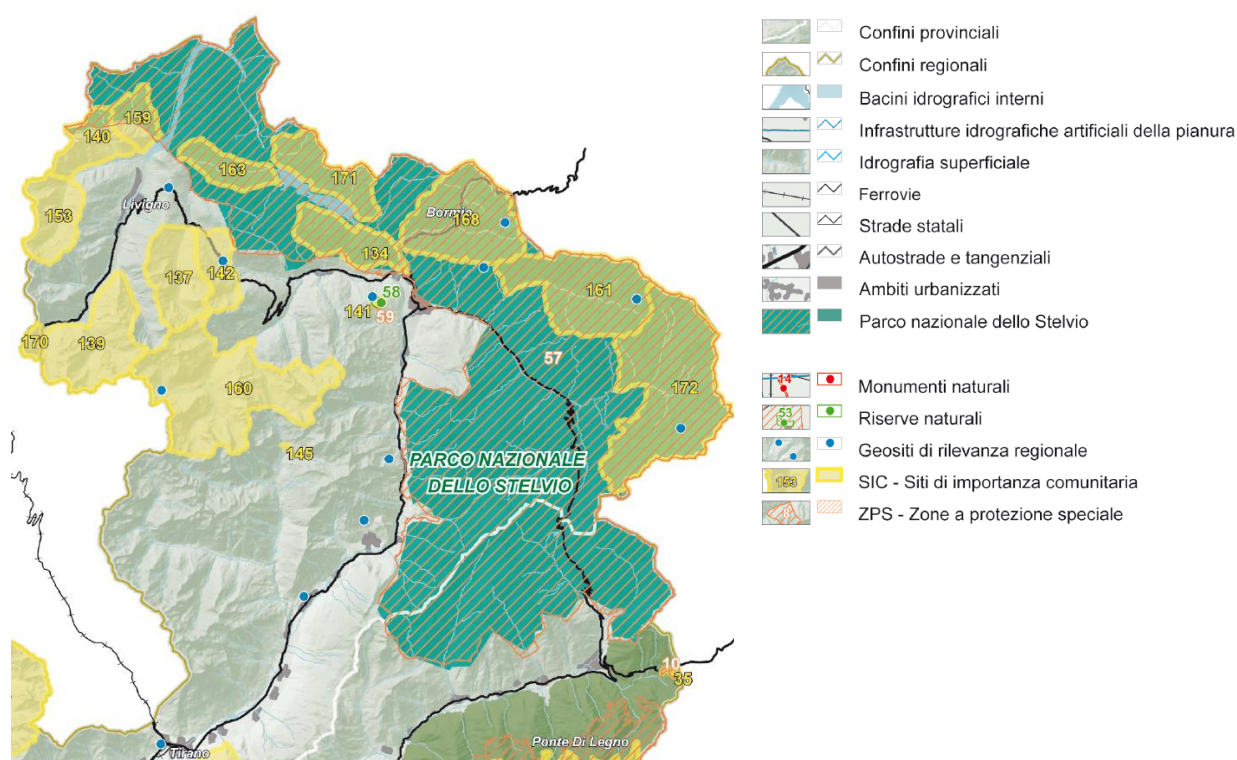 159
140
163
171
153
Livigno
Bormio
168
134
137
142
161
58
141
59
57
170
139
172
160
145
PARCO NAZIONALE
DELLO STELVIO
10
35
Ponte Di Legno
Tirano
Confini provinciali
Confini regionali
Bacini idrografici interni
Infrastrutture idrografiche artificiali della pianura
Idrografia superficiale
Ferrovie
Strade statali
Autostrade e tangenziali
Ambiti urbanizzati
Parco nazionale dello Stelvio
14
Monumenti naturali
53
Riserve naturali
Geositi di rilevanza regionale
153
SIC - Siti di importanza comunitaria
ZPS - Zone a protezione speciale